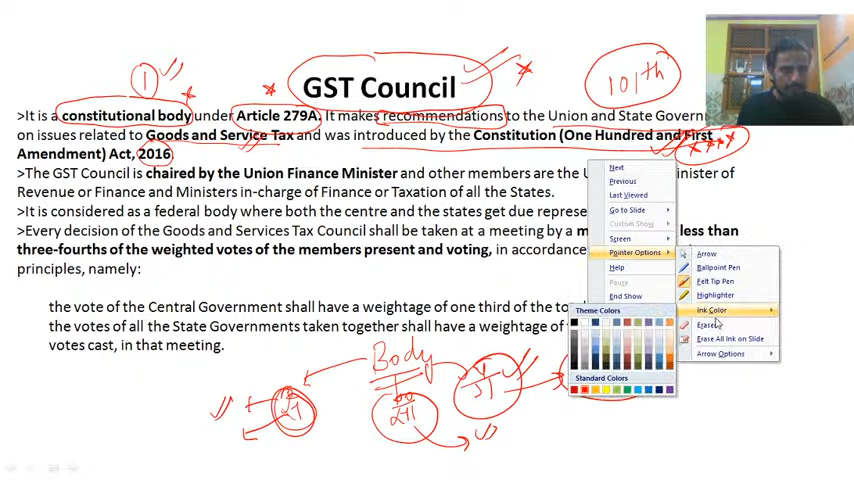 GST Council
101th
1
>It is a constitutional body under Article 279A. It makes recommendations to the Union and State Govern
on issues related to Goods and Service Tax and was introduced by the Constitution (One Hundred and First
Amendment) Act, 2016.
>The GST Council is chaired by the Union Finance Minister and other members are the U inister of
Revenue or Finance and Ministers in-charge of Finance or Taxation of all the States.
>It is considered as a federal body where both the centre and the states get due repres
>Every decision of the Goods and Services Tax Council shall be taken at a meeting by a m less than
three-fourths of the weighted votes of the members present and voting, in accordanc
principles, namely:
the vote of the Central Government shall have a weightage of one third of the to
the votes of all the State Governments taken together shall have a weightage of
votes cast, in that meeting.
Body
Next
Previous
Last Viewed
Go to Slide
Custom Show
Screen
Pointer Options
Help
Pause
End Show
Arrow
Ballpoint Pen
Felt Tip Pen
Highlighter
Ink Color
Eraser
Erase All Ink on Slide
Arrow Options
Theme Colors
Standard Colors